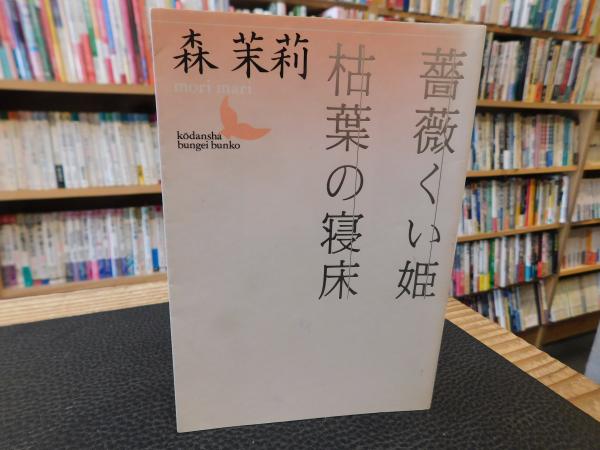 森 茉莉
mori mari
kōdansha
bungei bunko
薔薇くい姫
枯葉の寝床